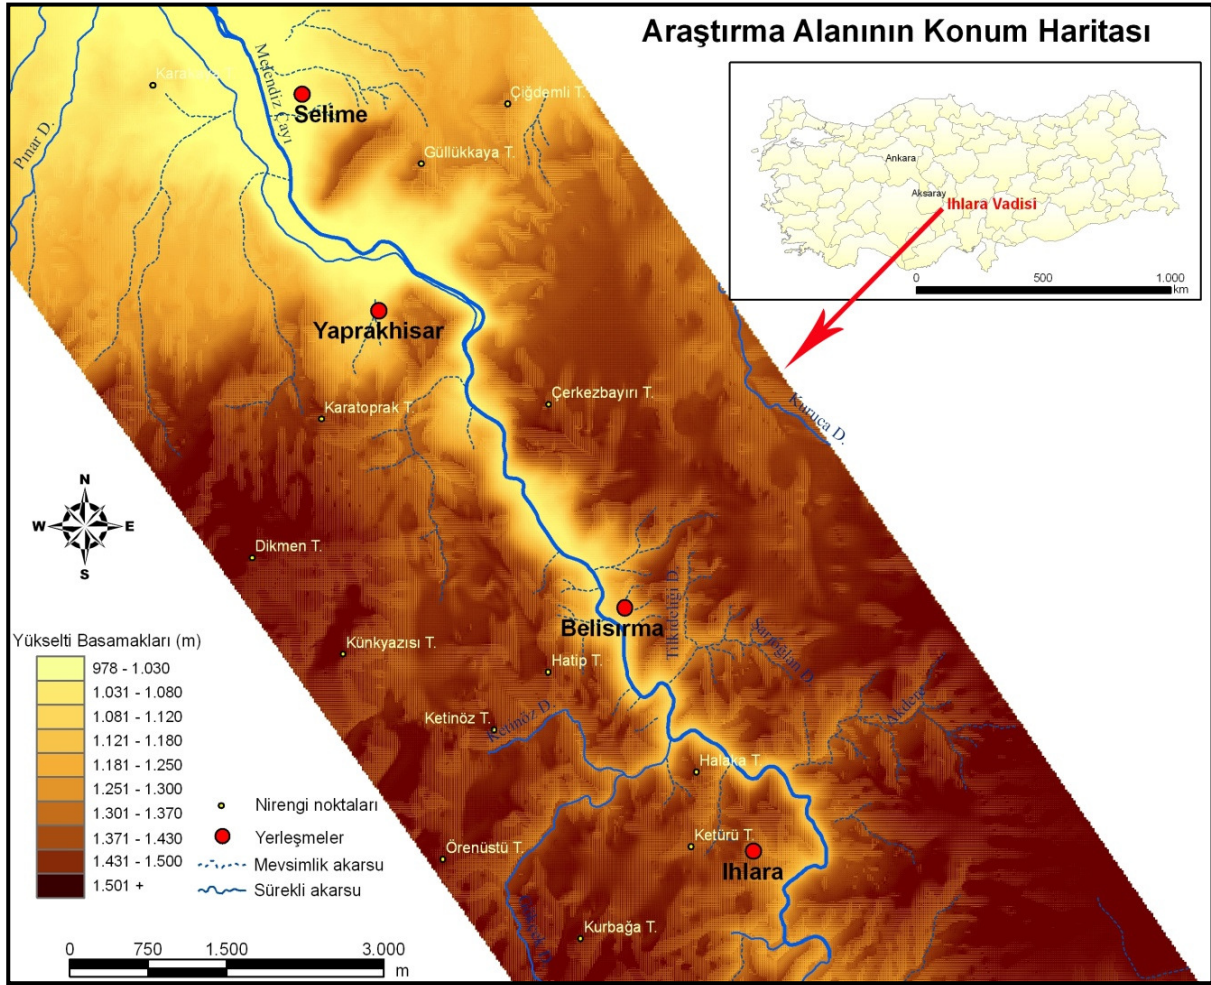 Araştırma Alanının Konum Haritası
Ankara
Aksaray
Ihlara Vadisi
0 500 1.000
km
Karakaya T.
Pınar D.
Melendiz Çayı
Selime
Çiğdemli T.
Güllükkaya T.
Yaprakhisar
Karatoprak T.
Çerkezbayırı T.
Kuruca D.
N
W E
S
Dikmen T.
Tilkideliği D.
Belisırma
Sarıoğlan D.
Künkyazısı T.
Hatip T.
Akdere
Ketinöz T.
Ketinöz D.
Halaka T.
Ketürü T.
Ihlara
Örenüstü T.
Kurbağa T.
Yükselti Basamakları (m)
978 - 1.030
1.031 - 1.080
1.081 - 1.120
1.121 - 1.180
1.181 - 1.250
1.251 - 1.300
1.301 - 1.370
1.371 - 1.430
1.431 - 1.500
1.501 +
Nirengi noktaları
Yerleşmeler
Mevsimlik akarsu
Sürekli akarsu
0 750 1.500 3.000
m